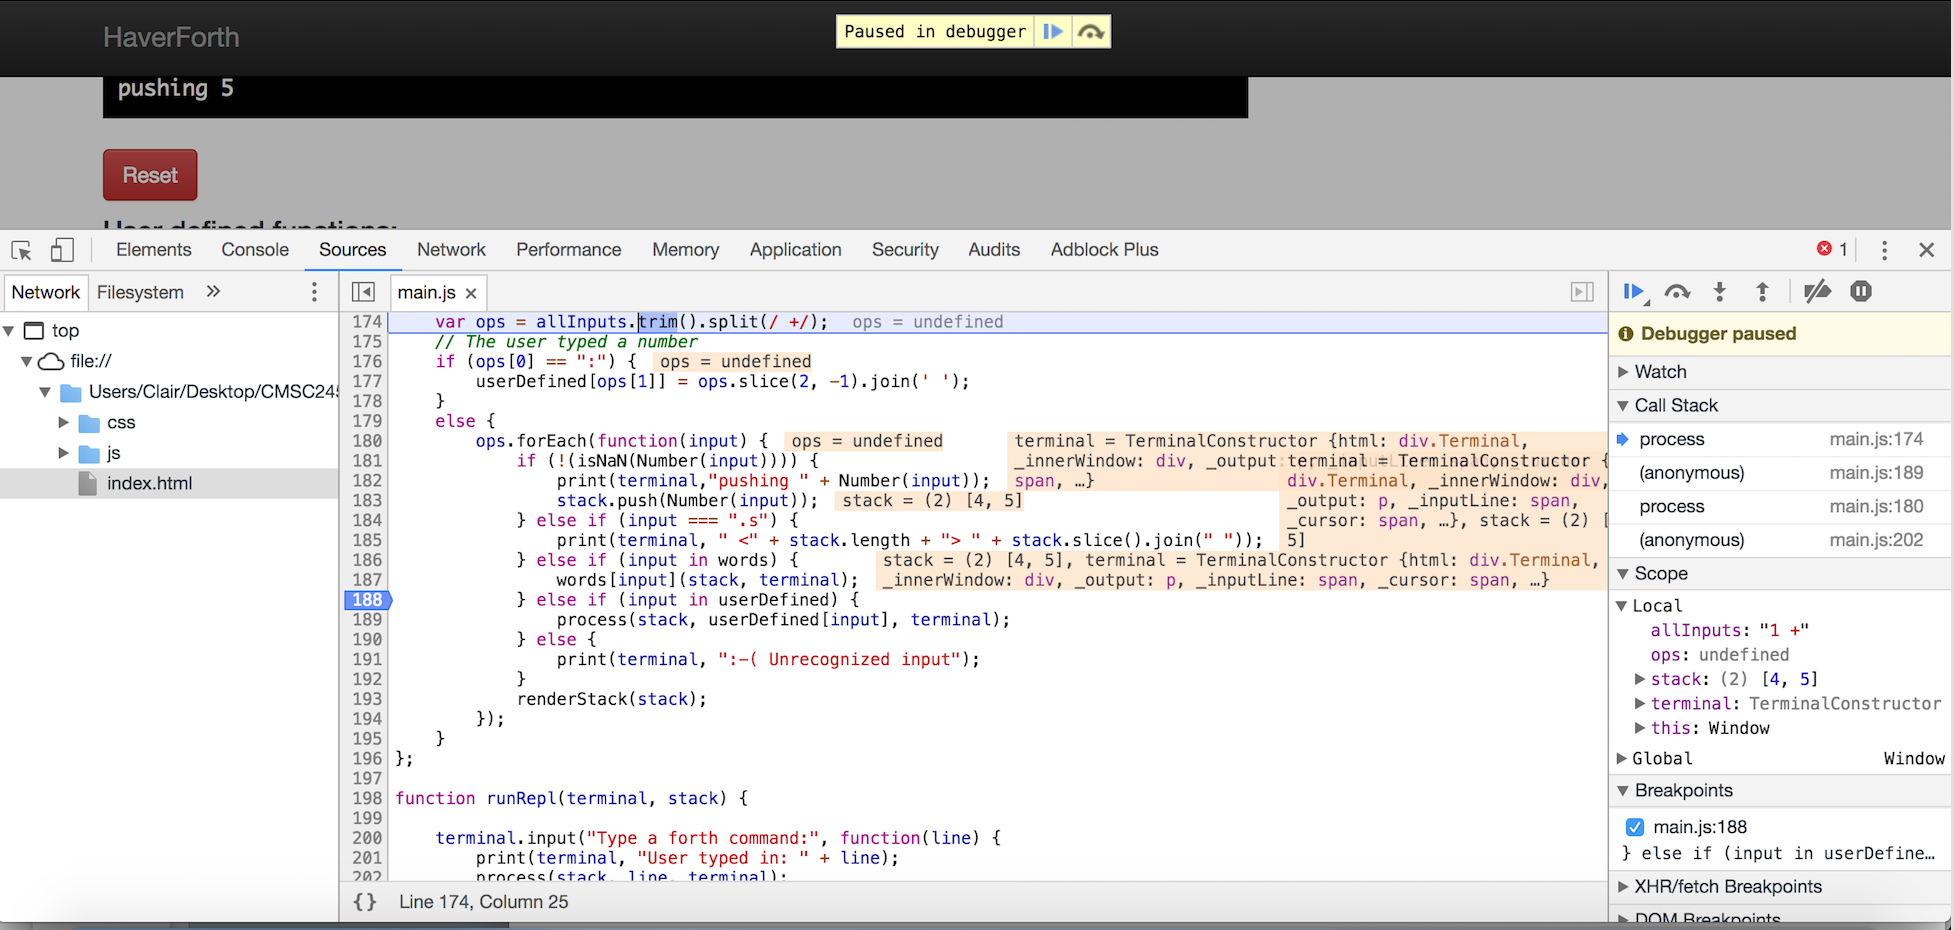 HaverForth
Paused in debugger
pushing 5
Reset
User defined functions:
Elements Console Sources Network Performance Memory Application Security Audits Adblock Plus 1
Network Filesystem »
top
file://
Users/Clair/Desktop/CMSC245
css
js
index.html
main.js ×
174 var ops = allInputs.trim().split(/ +/); ops = undefined
175 // The user typed a number
176 if (ops[0] == ":") { ops = undefined
177 userDefined[ops[1]] = ops.slice(2, -1).join(' ');
178 }
179 else {
180 ops.forEach(function(input) { ops = undefined terminal = TerminalConstructor {html: div.Terminal,
181 if (!(isNaN(Number(input)))) { _innerWindow: div, _output terminal = TerminalConstructor {
182 print(terminal,"pushing " + Number(input)); span, …} div.Terminal, _innerWindow: div,
183 stack.push(Number(input)); stack = (2) [4, 5] _output: p, _inputLine: span,
184 } else if (input === ".s") { _cursor: span, …}, stack = (2) [
185 print(terminal, " <" + stack.length + "> " + stack.slice().join(" ")); 5]
186 } else if (input in words) { stack = (2) [4, 5], terminal = TerminalConstructor {html: div.Terminal,
187 words[input](stack, terminal); _innerWindow: div, _output: p, _inputLine: span, _cursor: span, …}
188 } else if (input in userDefined) {
189 process(stack, userDefined[input], terminal);
190 } else {
191 print(terminal, ":-( Unrecognized input");
192 }
193 renderStack(stack);
194 });
195 }
196 };
197
198 function runRepl(terminal, stack) {
199
200 terminal.input("Type a forth command:", function(line) {
201 print(terminal, "User typed in: " + line);
202 process(stack, line, terminal);
{} Line 174, Column 25
Debugger paused
Watch
Call Stack
process main.js:174
(anonymous) main.js:189
process main.js:180
(anonymous) main.js:202
Scope
Local
allInputs: "1 +"
ops: undefined
stack: (2) [4, 5]
terminal: TerminalConstructor
this: Window
Global Window
Breakpoints
main.js:188
} else if (input in userDefine…
XHR/fetch Breakpoints
DOM Breakpoints